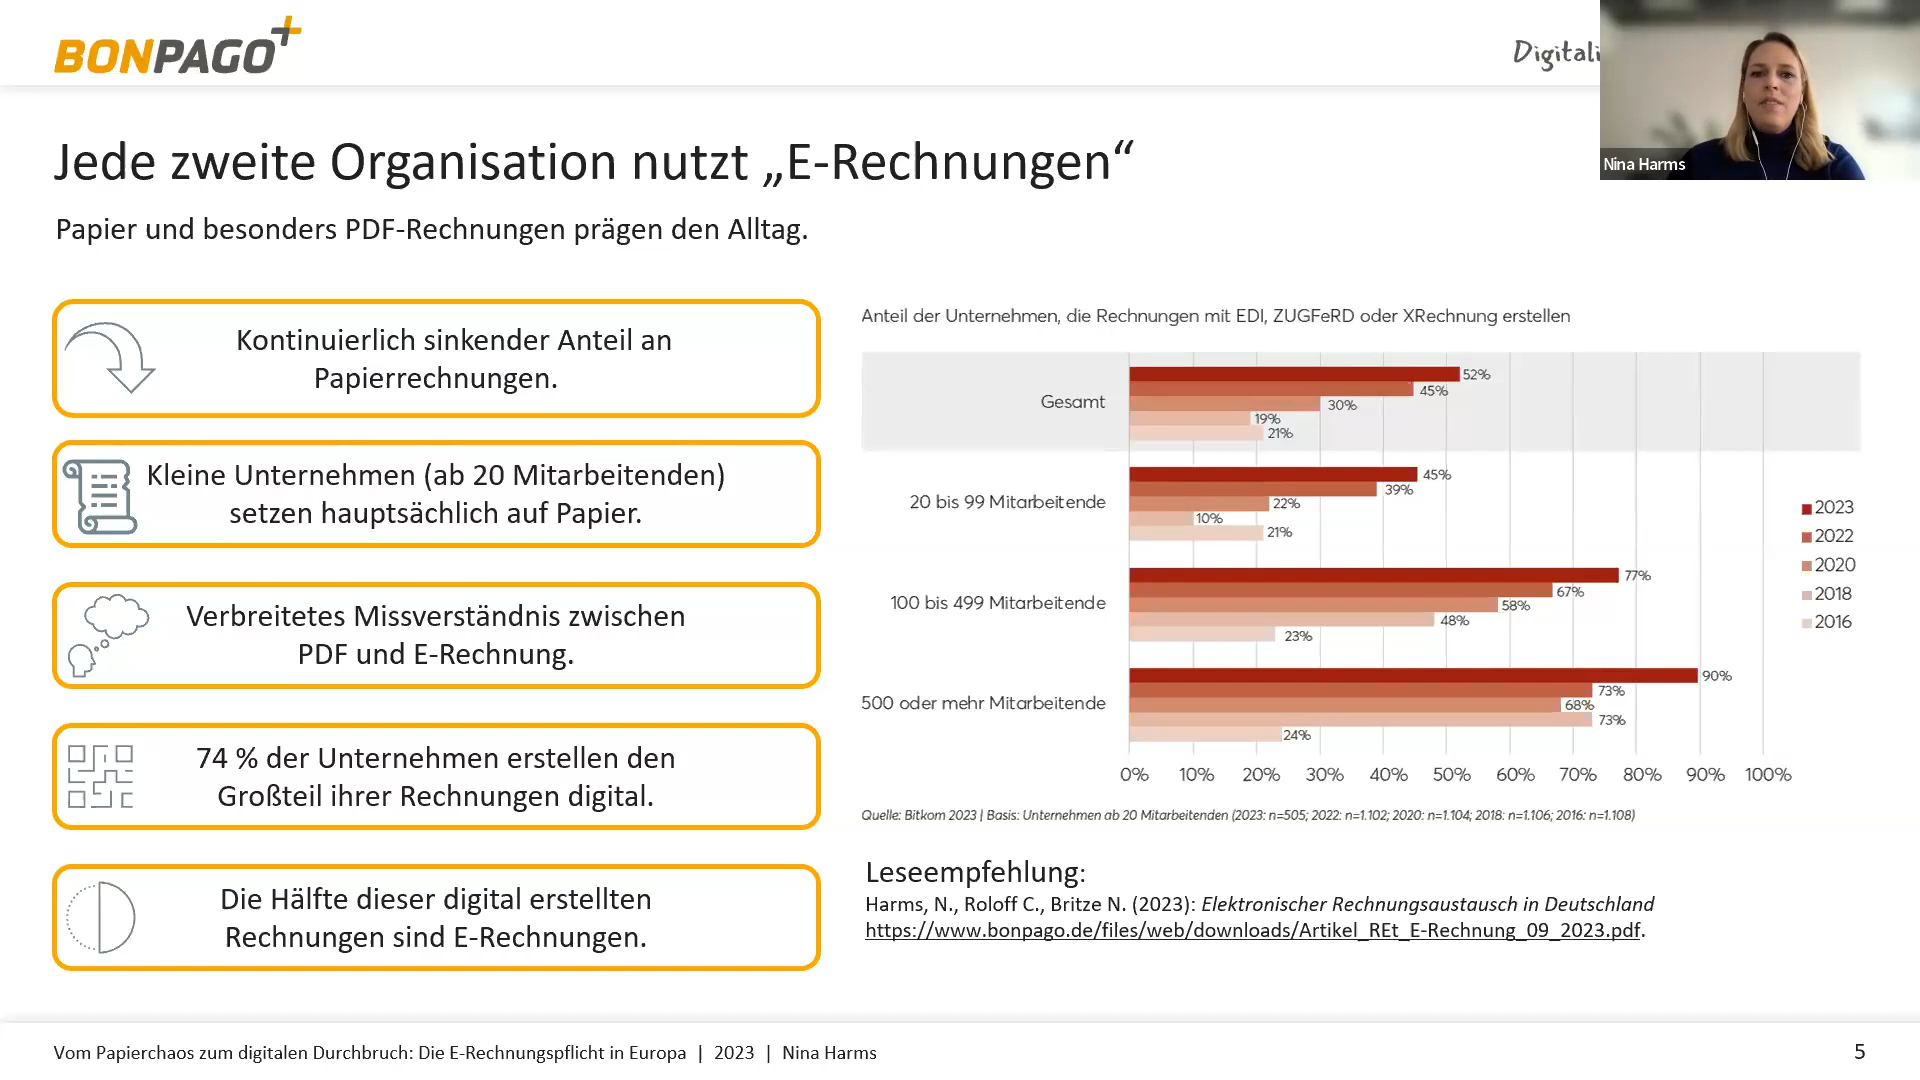 BONPAGO
Digitali
Nina Harms
Jede zweite Organisation nutzt „E-Rechnungen“
Papier und besonders PDF-Rechnungen prägen den Alltag.
Kontinuierlich sinkender Anteil an
Papierrechnungen.
Kleine Unternehmen (ab 20 Mitarbeitenden)
setzen hauptsächlich auf Papier.
Verbreitetes Missverständnis zwischen
PDF und E-Rechnung.
74 % der Unternehmen erstellen den
Großteil ihrer Rechnungen digital.
Die Hälfte dieser digital erstellten
Rechnungen sind E-Rechnungen.
Anteil der Unternehmen, die Rechnungen mit EDI, ZUGFeRD oder XRechnung erstellen
Gesamt
52%
45%
30%
19%
21%
20 bis 99 Mitarbeitende
45%
39%
22%
10%
21%
100 bis 499 Mitarbeitende
77%
67%
58%
48%
23%
500 oder mehr Mitarbeitende
90%
73%
68%
73%
24%
0% 10% 20% 30% 40% 50% 60% 70% 80% 90% 100%
2023
2022
2020
2018
2016
Quelle: Bitkom 2023 | Basis: Unternehmen ab 20 Mitarbeitenden (2023: n=505; 2022: n=1.102; 2020: n=1.104; 2018: n=1.106; 2016: n=1.108)
Leseempfehlung:
Harms, N., Roloff C., Britze N. (2023): Elektronischer Rechnungsaustausch in Deutschland
https://www.bonpago.de/files/web/downloads/Artikel_REt_E-Rechnung_09_2023.pdf.
Vom Papierchaos zum digitalen Durchbruch: Die E-Rechnungspflicht in Europa | 2023 | Nina Harms
5